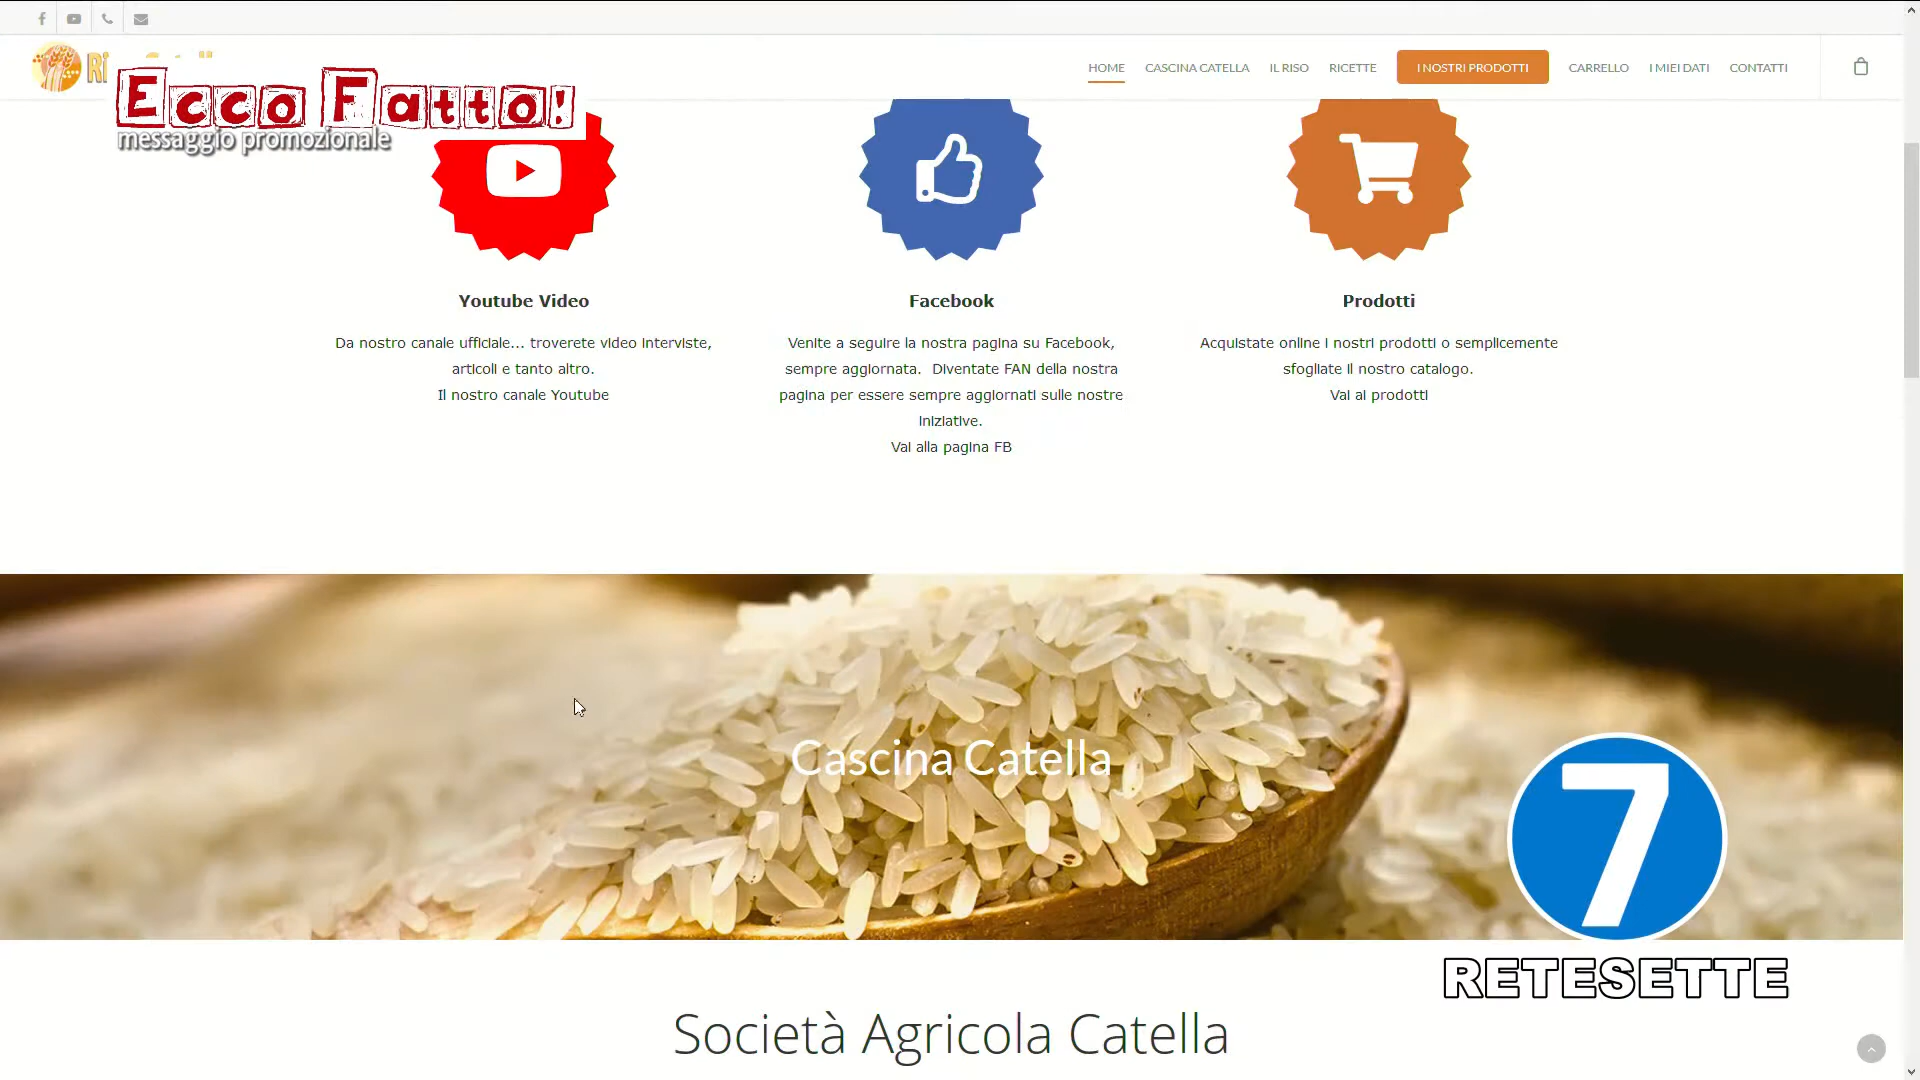 HOME CASCINA CATELLA IL RISO RICETTE I NOSTRI PRODOTTI CARRELLO I MIEI DATI CONTATTI
Ecco Fatto!
messaggio promozionale
Youtube Video
Da nostro canale ufficiale... troverete video interviste,
articoli e tanto altro.
Il nostro canale Youtube
Facebook
Venite a seguire la nostra pagina su Facebook,
sempre aggiornata. Diventate FAN della nostra
pagina per essere sempre aggiornati sulle nostre
iniziative.
Vai alla pagina FB
Prodotti
Acquistate online i nostri prodotti o semplicemente
sfogliate il nostro catalogo.
Vai ai prodotti
Cascina Catella
7
RETESETTE
Società Agricola Catella